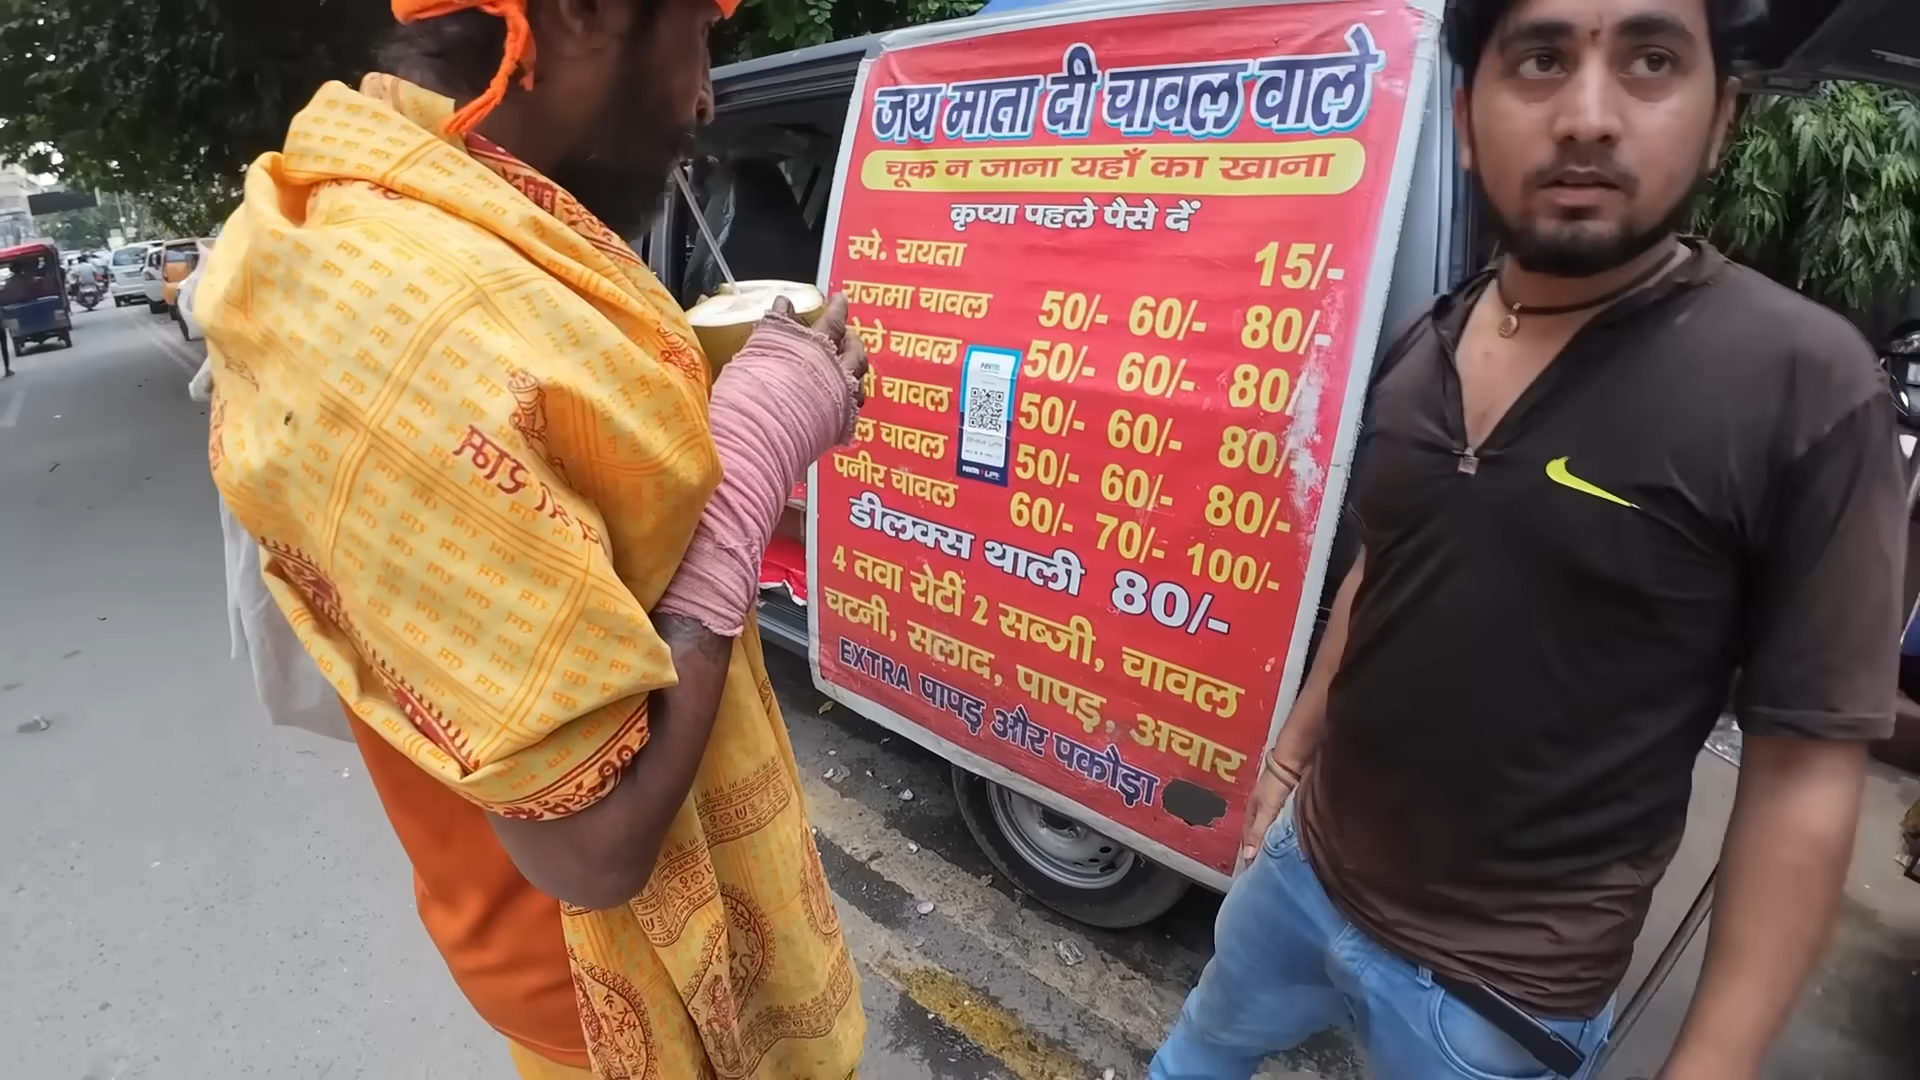 जय माता दी चावल वाले
चूक न जाना यहाँ का खाना
कृप्या पहले पैसे दें
स्पे. रायता 15/-
राजमा चावल 50/- 60/- 80/-
चावल 50/- 60/- 80/
चावल 50/- 60/- 80/
चावल 50/- 60/- 80/-
पनीर चावल 60/- 70/- 100/-
डीलक्स थाली 80/-
4 तवा रोटीं 2 सब्जी, चावल
चटनी, सलाद, पापड़, अचार
EXTRA पापड़ और पकौड़ा